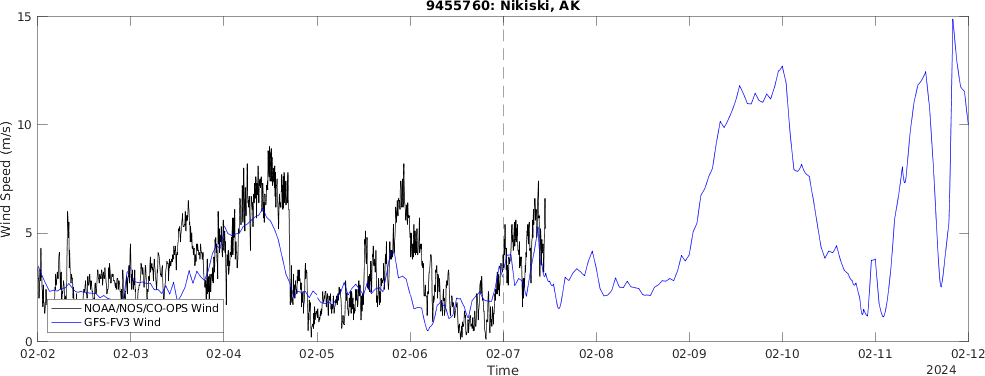 9455760: Nikiski, AK
15
10
5
0
Wind Speed (m/s)
NOAA/NOS/CO-OPS Wind
GFS-FV3 Wind
02-02 02-03 02-04 02-05 02-06 02-07 02-08 02-09 02-10 02-11 02-12
Time
2024